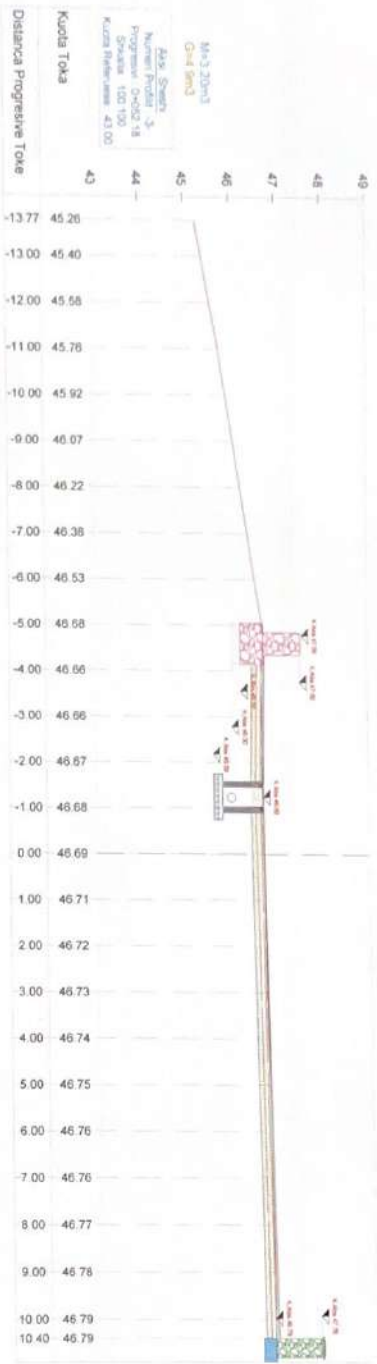 M=3.20m3
G=4.9m3
Aksi Sheshi
Numeri Profilit -3-
Progresivi 0+052.18
Shkalla 100:100
Kuota Referuese 43.00
49
48
47
46
45
44
43
Kuota Toka
45.26 45.40 45.58 45.76 45.92 46.07 46.22 46.38 46.53 46.68 46.66 46.66 46.67 46.68 46.69 46.71 46.72 46.73 46.74 46.75 46.76 46.76 46.77 46.78 46.79 46.79
Distanca Progresive Toke
-13.77 -13.00 -12.00 -11.00 -10.00 -9.00 -8.00 -7.00 -6.00 -5.00 -4.00 -3.00 -2.00 -1.00 0.00 1.00 2.00 3.00 4.00 5.00 6.00 7.00 8.00 9.00 10.00 10.40